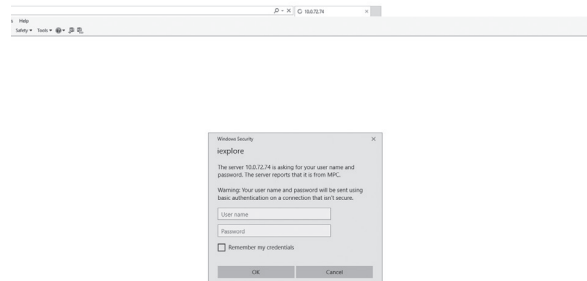 10.0.72.74
Help
Safety Tools
Windows Security
iexplore
The server 10.0.72.74 is asking for your user name and
password. The server reports that it is from MPC.
Warning: Your user name and password will be sent using
basic authentication on a connection that isn't secure.
User name
Password
Remember my credentials
OK Cancel